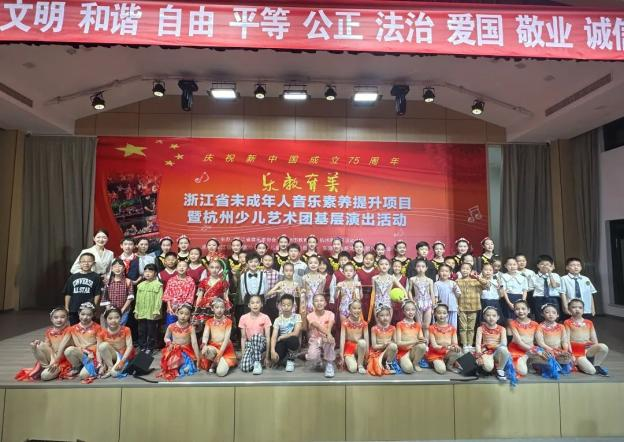 文明 和谐 自由 平等 公正 法治 爱国 敬业 诚信
庆祝新中国成立75周年
乐教育美
浙江省未成年人音乐素养提升项目
暨杭州少儿艺术团基层演出活动
CONVERSE
ALL★STAR